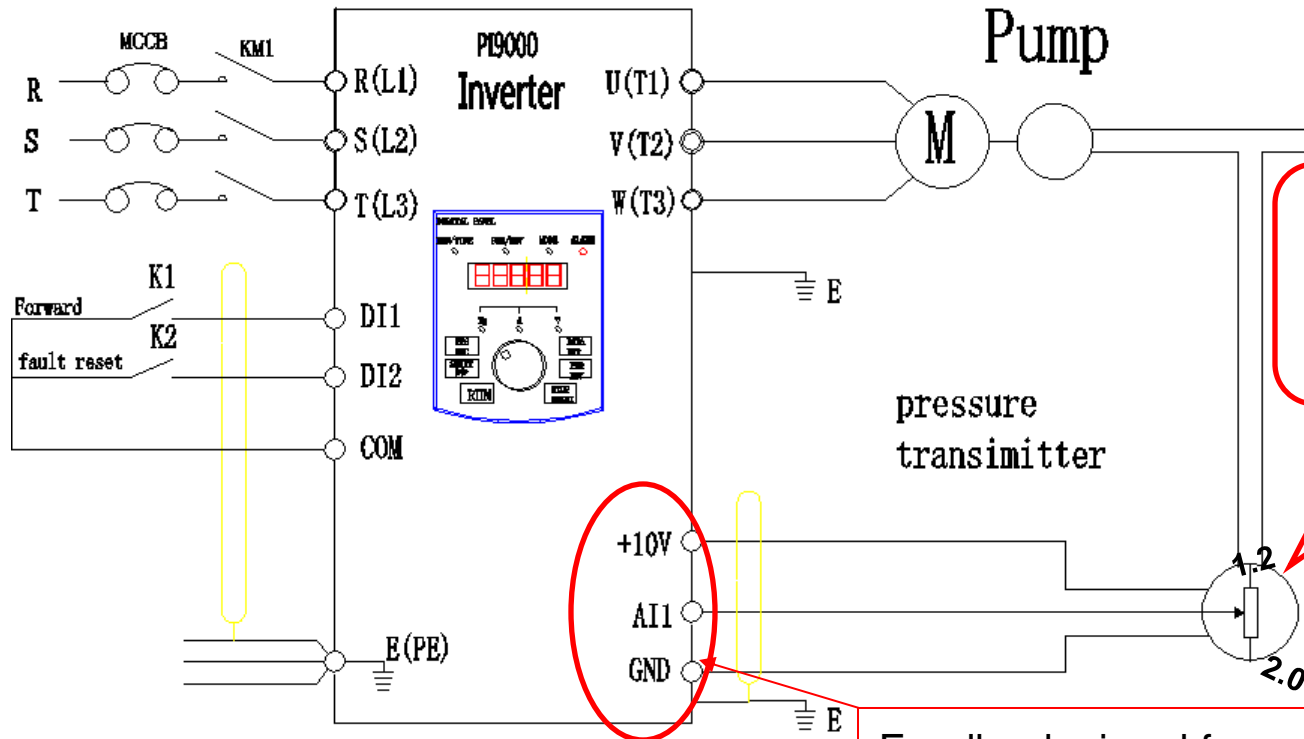 Pump
MCCB
KM1
PI9000
Inverter
R
R(L1)
U(T1)
S
S(L2)
V(T2)
M
T
T(L3)
W(T3)
E
K1
Forward
DI1
K2
fault reset
DI2
RUN
COM
pressure
transimitter
+10V
1.2
AI1
E(PE)
GND
2.0
E